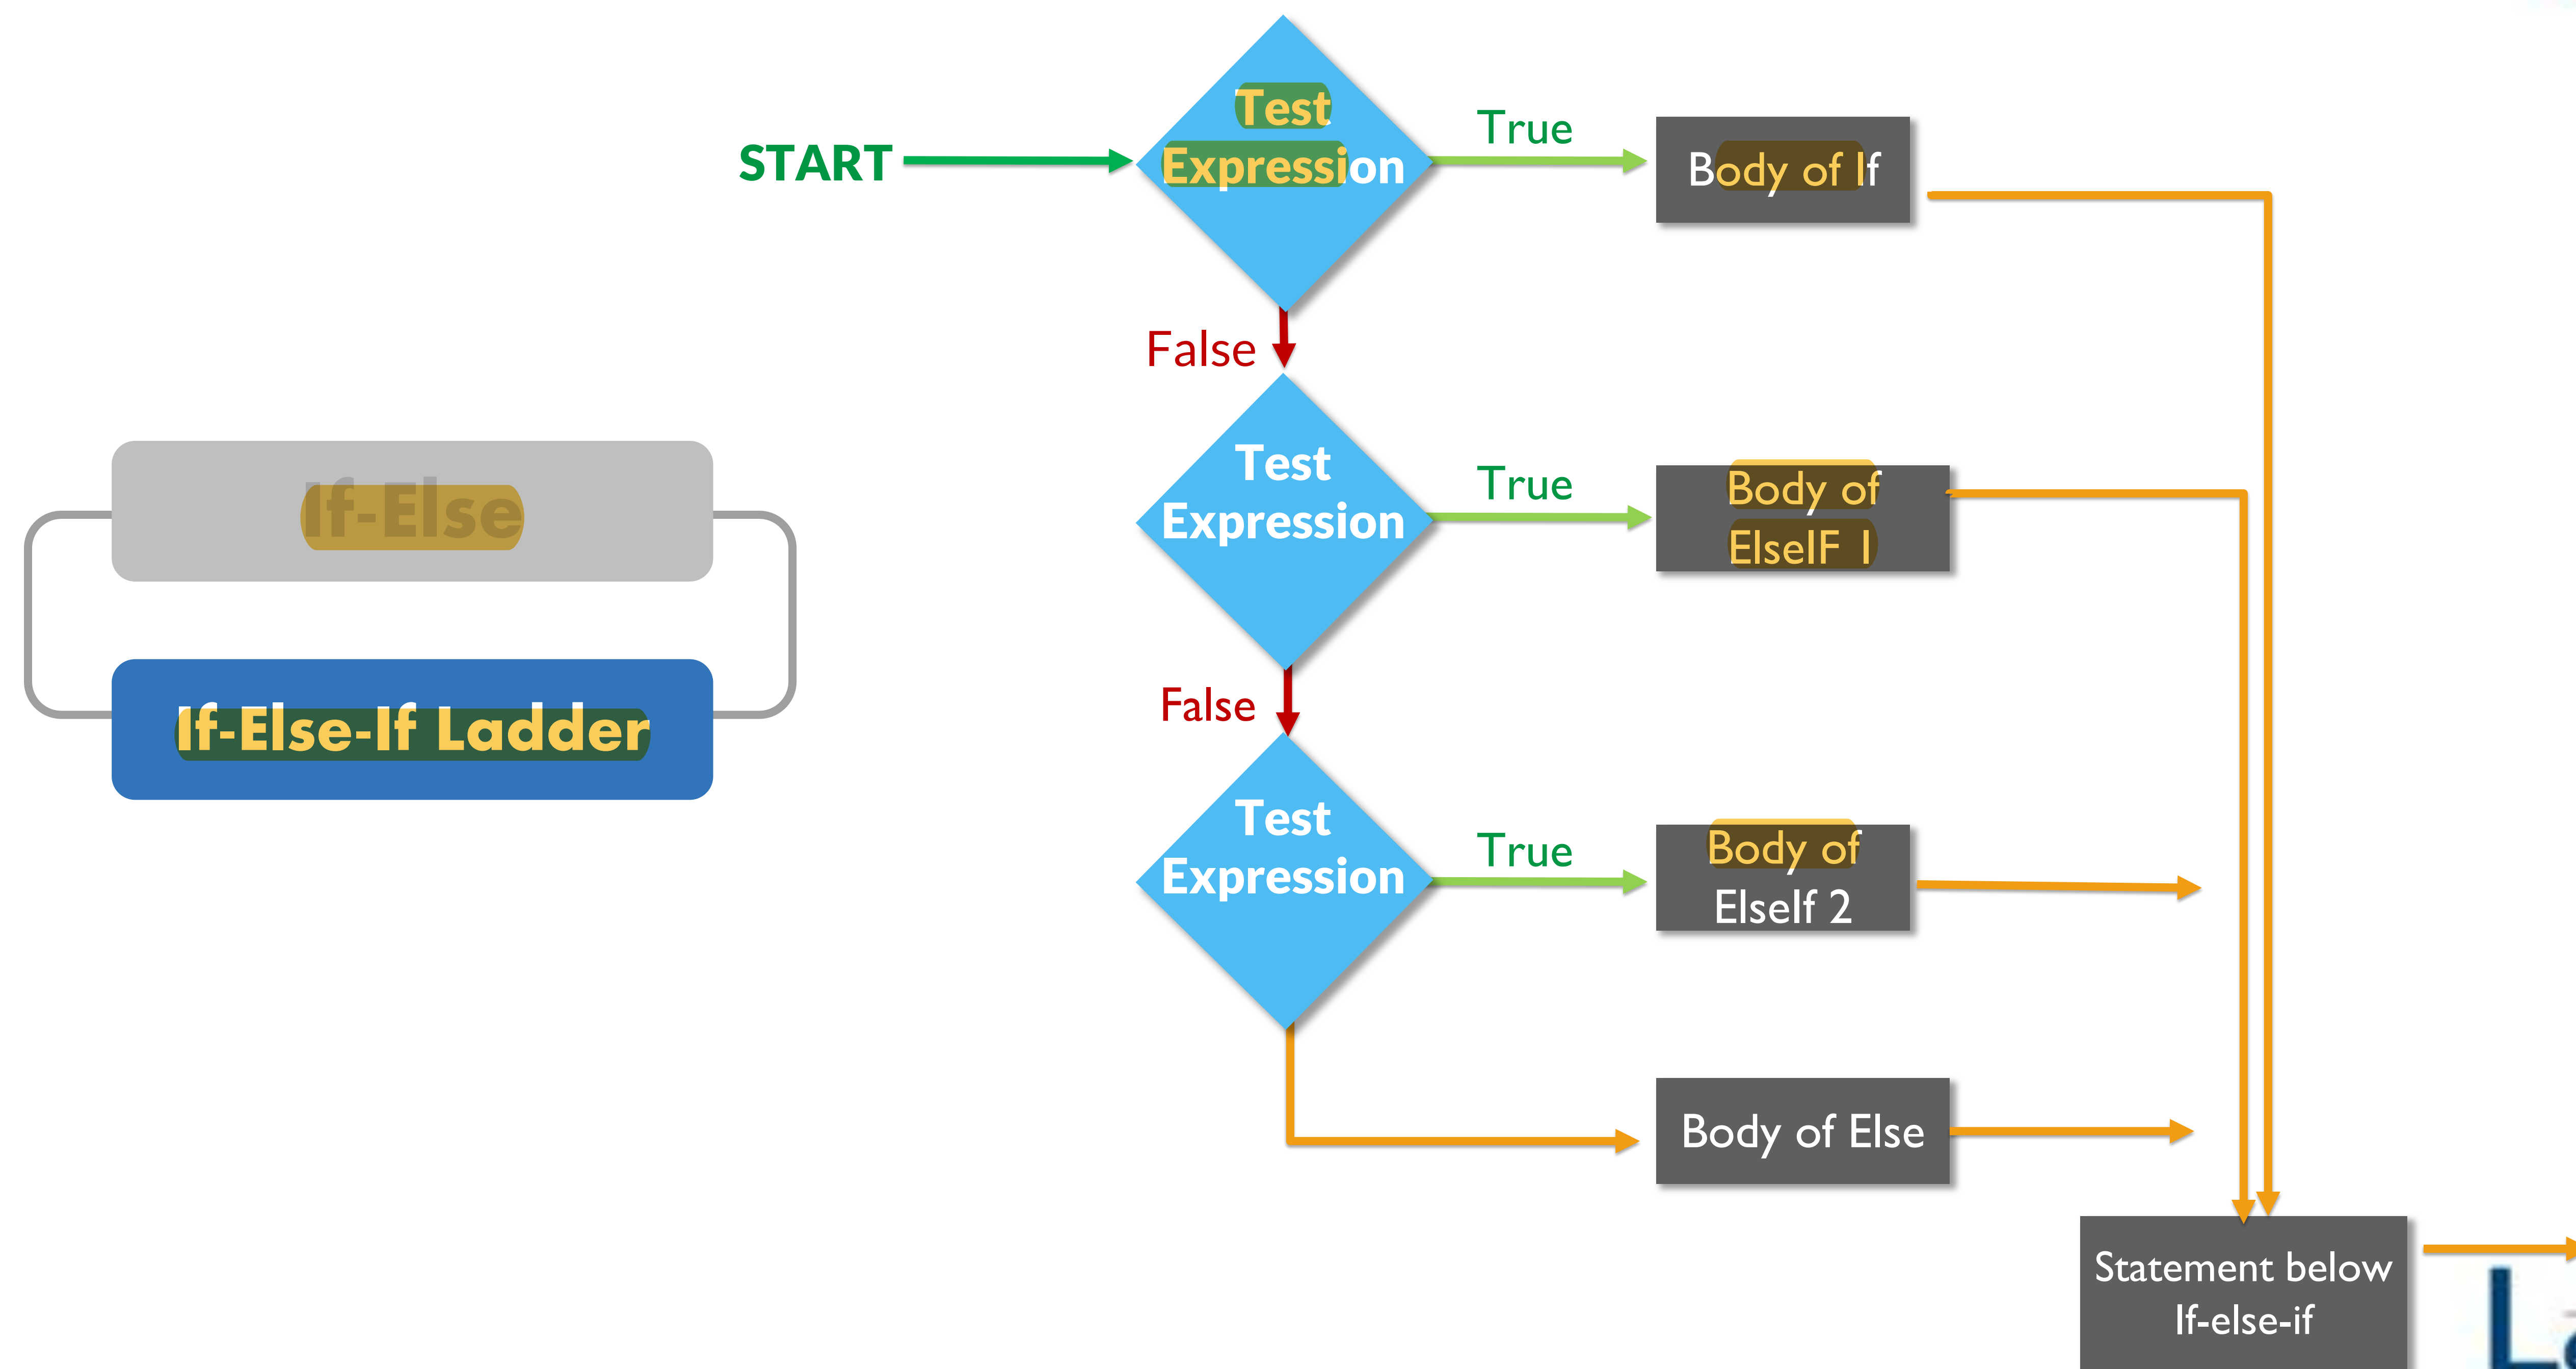 START
Test
Expression
True
Body of If
False
If-Else
If-Else-If Ladder
Test
Expression
True
Body of
ElseIF 1
False
Test
Expression
True
Body of
ElseIf 2
Body of Else
Statement below
If-else-if